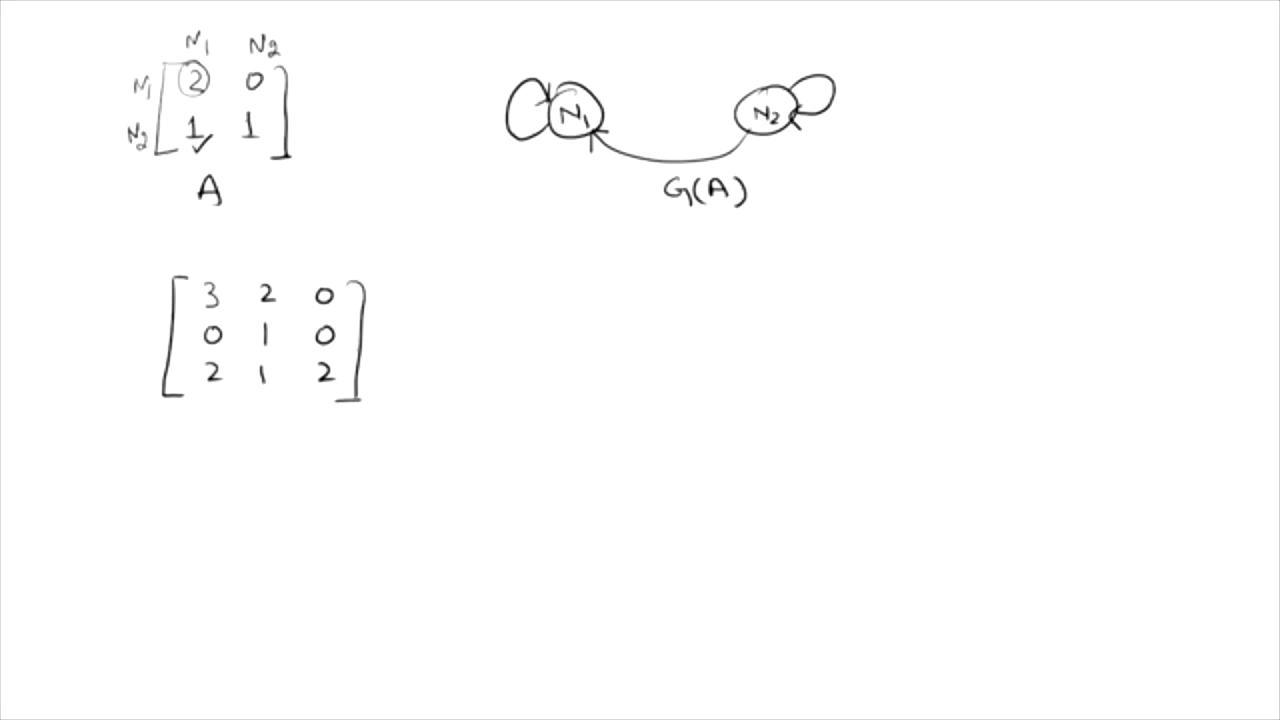 N1 N2
N1 [ 2 0 ]
N2 [ 1 1 ]
A
N1 N2
G(A)
[ 3 2 0 ]
[ 0 1 0 ]
[ 2 1 2 ]